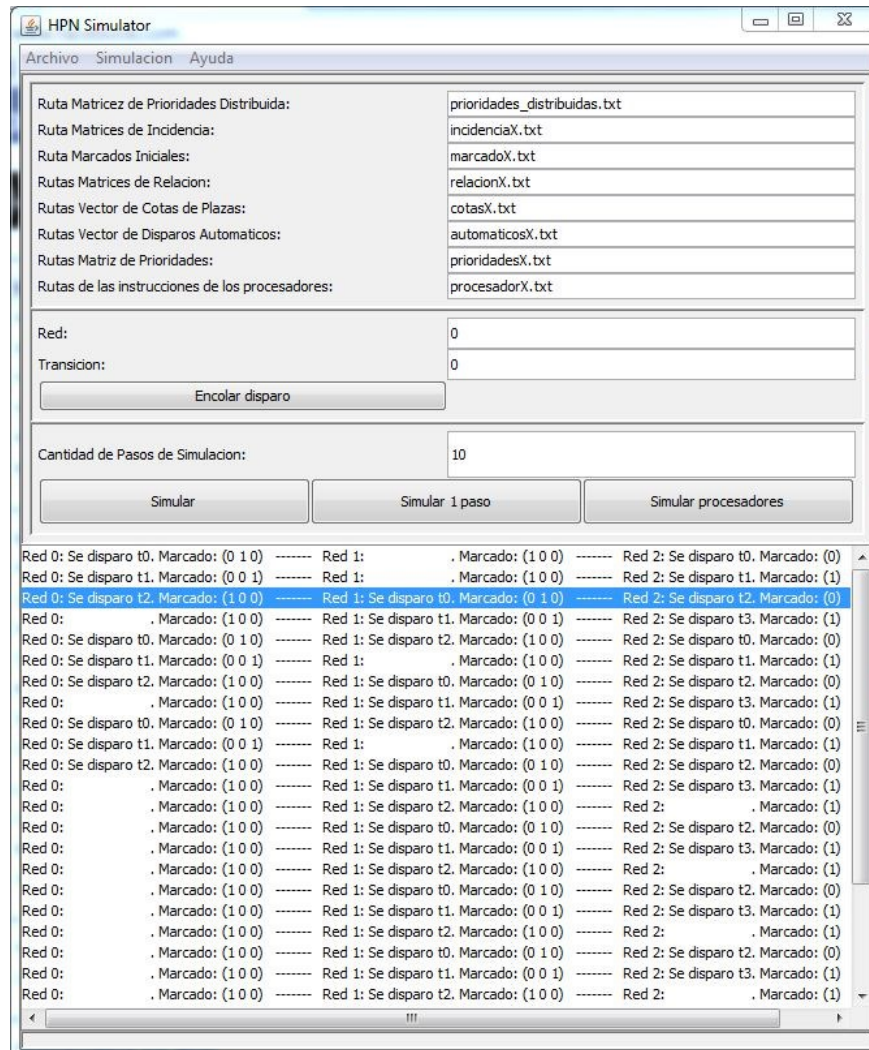 HPN Simulator
Archivo Simulacion Ayuda
Ruta Matricez de Prioridades Distribuida: prioridades_distribuidas.txt
Ruta Matrices de Incidencia: incidenciaX.txt
Ruta Marcados Iniciales: marcadoX.txt
Rutas Matrices de Relacion: relacionX.txt
Rutas Vector de Cotas de Plazas: cotasX.txt
Rutas Vector de Disparos Automaticos: automaticosX.txt
Rutas Matriz de Prioridades: prioridadesX.txt
Rutas de las instrucciones de los procesadores: procesadorX.txt
Red: 0
Transicion: 0
Encolar disparo
Cantidad de Pasos de Simulacion: 10
Simular Simular 1 paso Simular procesadores
Red 0: Se disparo t0. Marcado: (0 1 0) ------- Red 1: . Marcado: (1 0 0) ------- Red 2: Se disparo t0. Marcado: (0)
Red 0: Se disparo t1. Marcado: (0 0 1) ------- Red 1: . Marcado: (1 0 0) ------- Red 2: Se disparo t1. Marcado: (1)
Red 0: Se disparo t2. Marcado: (1 0 0) ------- Red 1: Se disparo t0. Marcado: (0 1 0) ------- Red 2: Se disparo t2. Marcado: (0)
Red 0: . Marcado: (1 0 0) ------- Red 1: Se disparo t1. Marcado: (0 0 1) ------- Red 2: Se disparo t3. Marcado: (1)
Red 0: Se disparo t0. Marcado: (0 1 0) ------- Red 1: Se disparo t2. Marcado: (1 0 0) ------- Red 2: Se disparo t0. Marcado: (0)
Red 0: Se disparo t1. Marcado: (0 0 1) ------- Red 1: . Marcado: (1 0 0) ------- Red 2: Se disparo t1. Marcado: (1)
Red 0: Se disparo t2. Marcado: (1 0 0) ------- Red 1: Se disparo t0. Marcado: (0 1 0) ------- Red 2: Se disparo t2. Marcado: (0)
Red 0: . Marcado: (1 0 0) ------- Red 1: Se disparo t1. Marcado: (0 0 1) ------- Red 2: Se disparo t3. Marcado: (1)
Red 0: Se disparo t0. Marcado: (0 1 0) ------- Red 1: Se disparo t2. Marcado: (1 0 0) ------- Red 2: Se disparo t0. Marcado: (0)
Red 0: Se disparo t1. Marcado: (0 0 1) ------- Red 1: . Marcado: (1 0 0) ------- Red 2: Se disparo t1. Marcado: (1)
Red 0: Se disparo t2. Marcado: (1 0 0) ------- Red 1: Se disparo t0. Marcado: (0 1 0) ------- Red 2: Se disparo t2. Marcado: (0)
Red 0: . Marcado: (1 0 0) ------- Red 1: Se disparo t1. Marcado: (0 0 1) ------- Red 2: Se disparo t3. Marcado: (1)
Red 0: . Marcado: (1 0 0) ------- Red 1: Se disparo t2. Marcado: (1 0 0) ------- Red 2: . Marcado: (1)
Red 0: . Marcado: (1 0 0) ------- Red 1: Se disparo t0. Marcado: (0 1 0) ------- Red 2: Se disparo t2. Marcado: (0)
Red 0: . Marcado: (1 0 0) ------- Red 1: Se disparo t1. Marcado: (0 0 1) ------- Red 2: Se disparo t3. Marcado: (1)
Red 0: . Marcado: (1 0 0) ------- Red 1: Se disparo t2. Marcado: (1 0 0) ------- Red 2: . Marcado: (1)
Red 0: . Marcado: (1 0 0) ------- Red 1: Se disparo t0. Marcado: (0 1 0) ------- Red 2: Se disparo t2. Marcado: (0)
Red 0: . Marcado: (1 0 0) ------- Red 1: Se disparo t1. Marcado: (0 0 1) ------- Red 2: Se disparo t3. Marcado: (1)
Red 0: . Marcado: (1 0 0) ------- Red 1: Se disparo t2. Marcado: (1 0 0) ------- Red 2: . Marcado: (1)
Red 0: . Marcado: (1 0 0) ------- Red 1: Se disparo t0. Marcado: (0 1 0) ------- Red 2: Se disparo t2. Marcado: (0)
Red 0: . Marcado: (1 0 0) ------- Red 1: Se disparo t1. Marcado: (0 0 1) ------- Red 2: Se disparo t3. Marcado: (1)
Red 0: . Marcado: (1 0 0) ------- Red 1: Se disparo t2. Marcado: (1 0 0) ------- Red 2: . Marcado: (1)